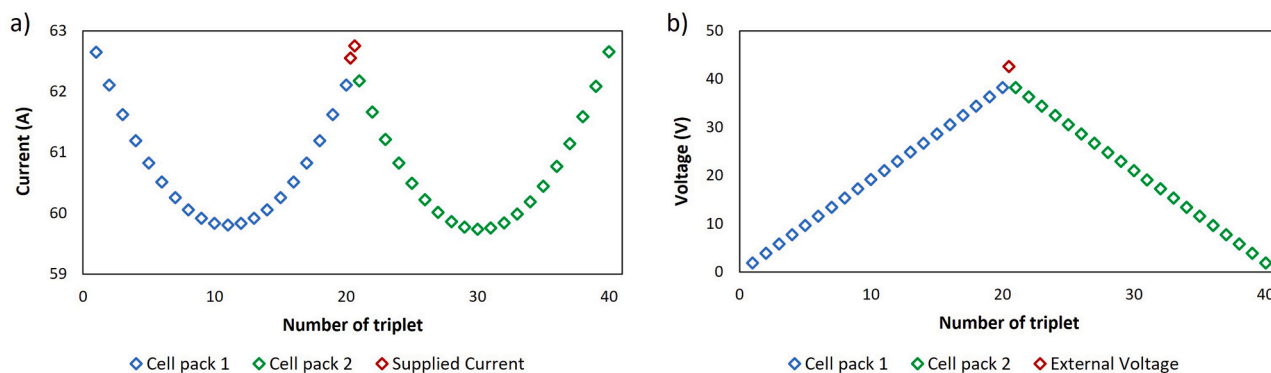 a)
63
62
61
60
59
Current (A)
0 10 20 30 40
Number of triplet
Cell pack 1 Cell pack 2 Supplied Current
b)
50
40
30
20
10
0
Voltage (V)
0 10 20 30 40
Number of triplet
Cell pack 1 Cell pack 2 External Voltage